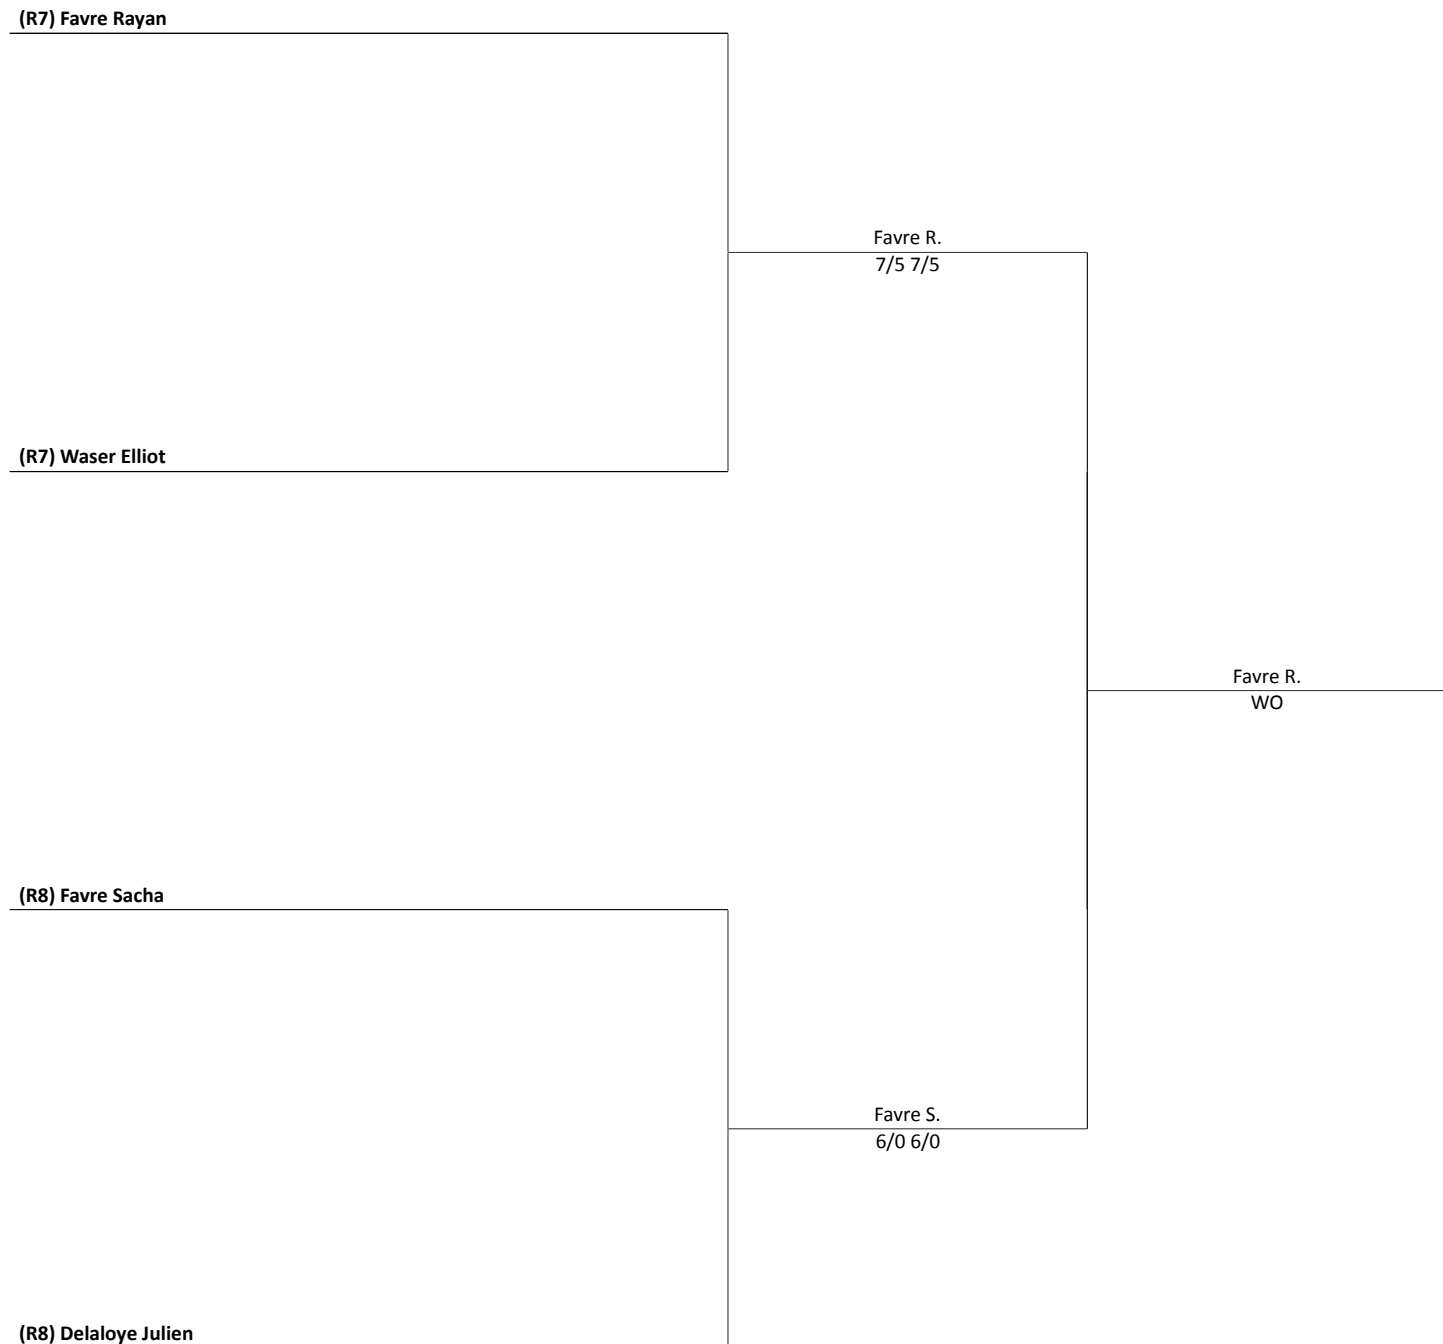 (R7) Favre Rayan
Favre R.
7/5 7/5
(R7) Waser Elliot
Favre R.
WO
(R8) Favre Sacha
Favre S.
6/0 6/0
(R8) Delaloye Julien